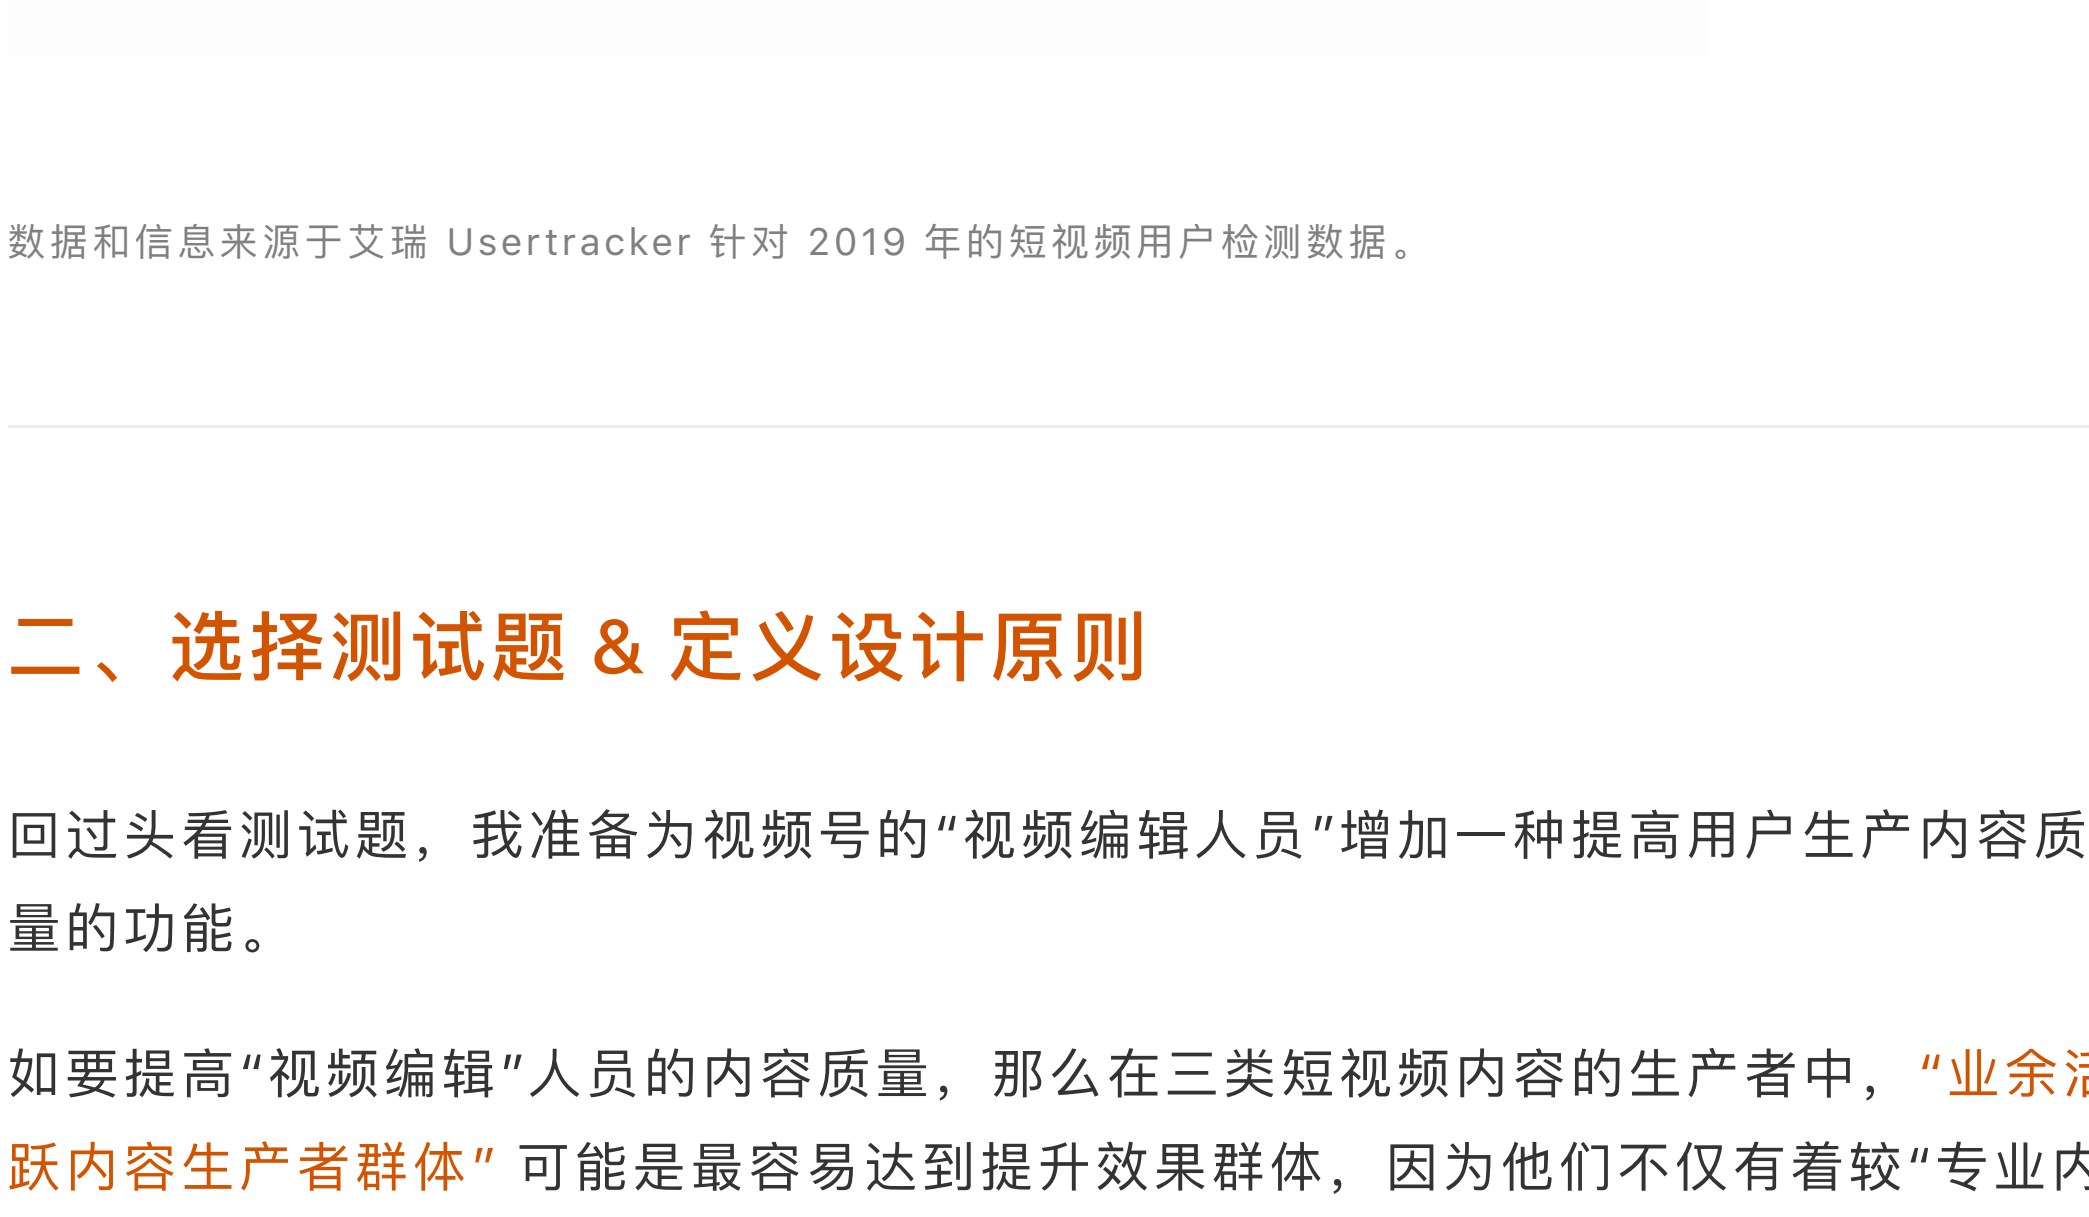 数据和信息来源于艾瑞 Usertracker 针对 2019 年的短视频用户检测数据。
二、选择测试题 & 定义设计原则
回过头看测试题，我准备为视频号的“视频编辑人员”增加一种提高用户生产内容质
量的功能。
如要提高“视频编辑”人员的内容质量，那么在三类短视频内容的生产者中，“业余活
跃内容生产者群体” 可能是最容易达到提升效果群体，因为他们不仅有着较“专业内